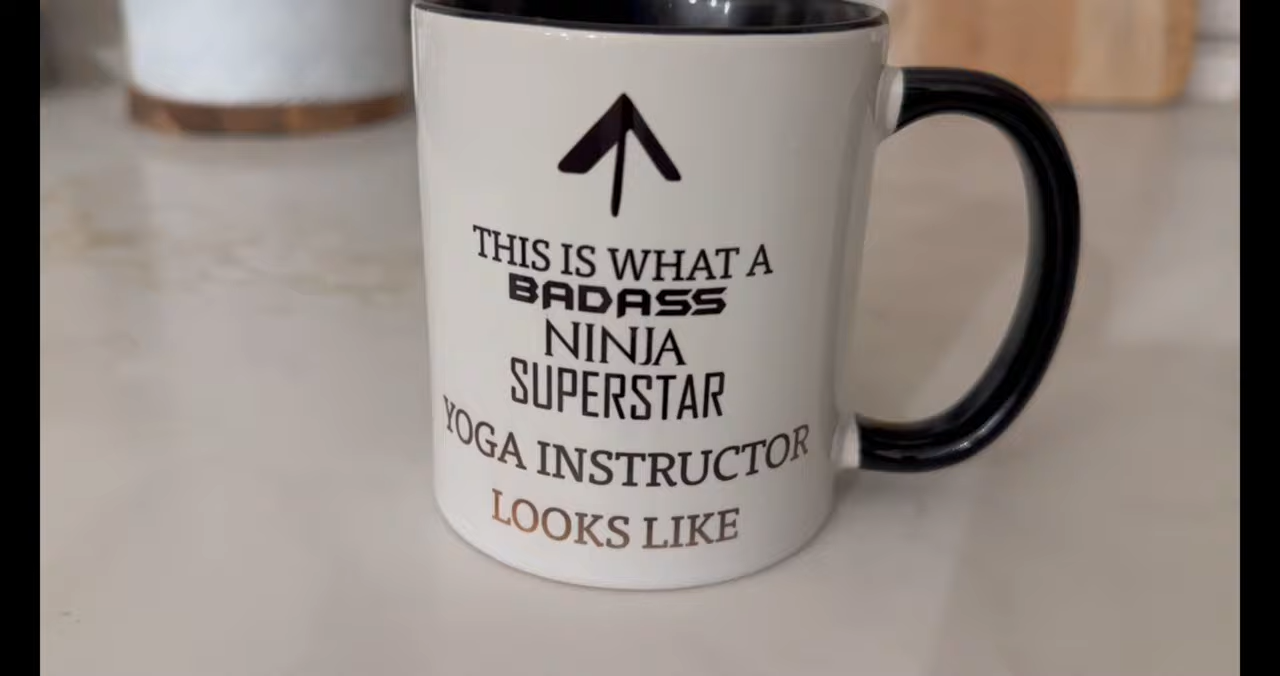 THIS IS WHAT A
BADASS
NINJA
SUPERSTAR
YOGA INSTRUCTOR
LOOKS LIKE